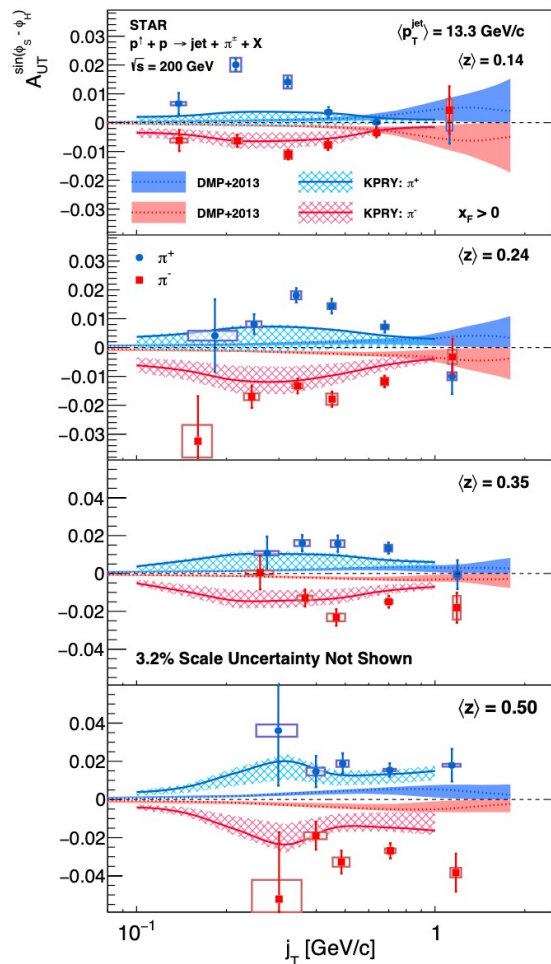 A_UT^sin(ϕ_S - ϕ_H)
STAR
p↑ + p → jet + π± + X
√s = 200 GeV
⟨p_T^jet⟩ = 13.3 GeV/c
⟨z⟩ = 0.14
0.03
0.02
0.01
0
-0.01
-0.02
-0.03
DMP+2013
KPRY: π+
DMP+2013
KPRY: π-
x_F > 0
π+
π-
⟨z⟩ = 0.24
0.03
0.02
0.01
0
-0.01
-0.02
-0.03
⟨z⟩ = 0.35
0.04
0.02
0
-0.02
-0.04
3.2% Scale Uncertainty Not Shown
⟨z⟩ = 0.50
0.04
0.02
0
-0.02
-0.04
10^-1
1
j_T [GeV/c]